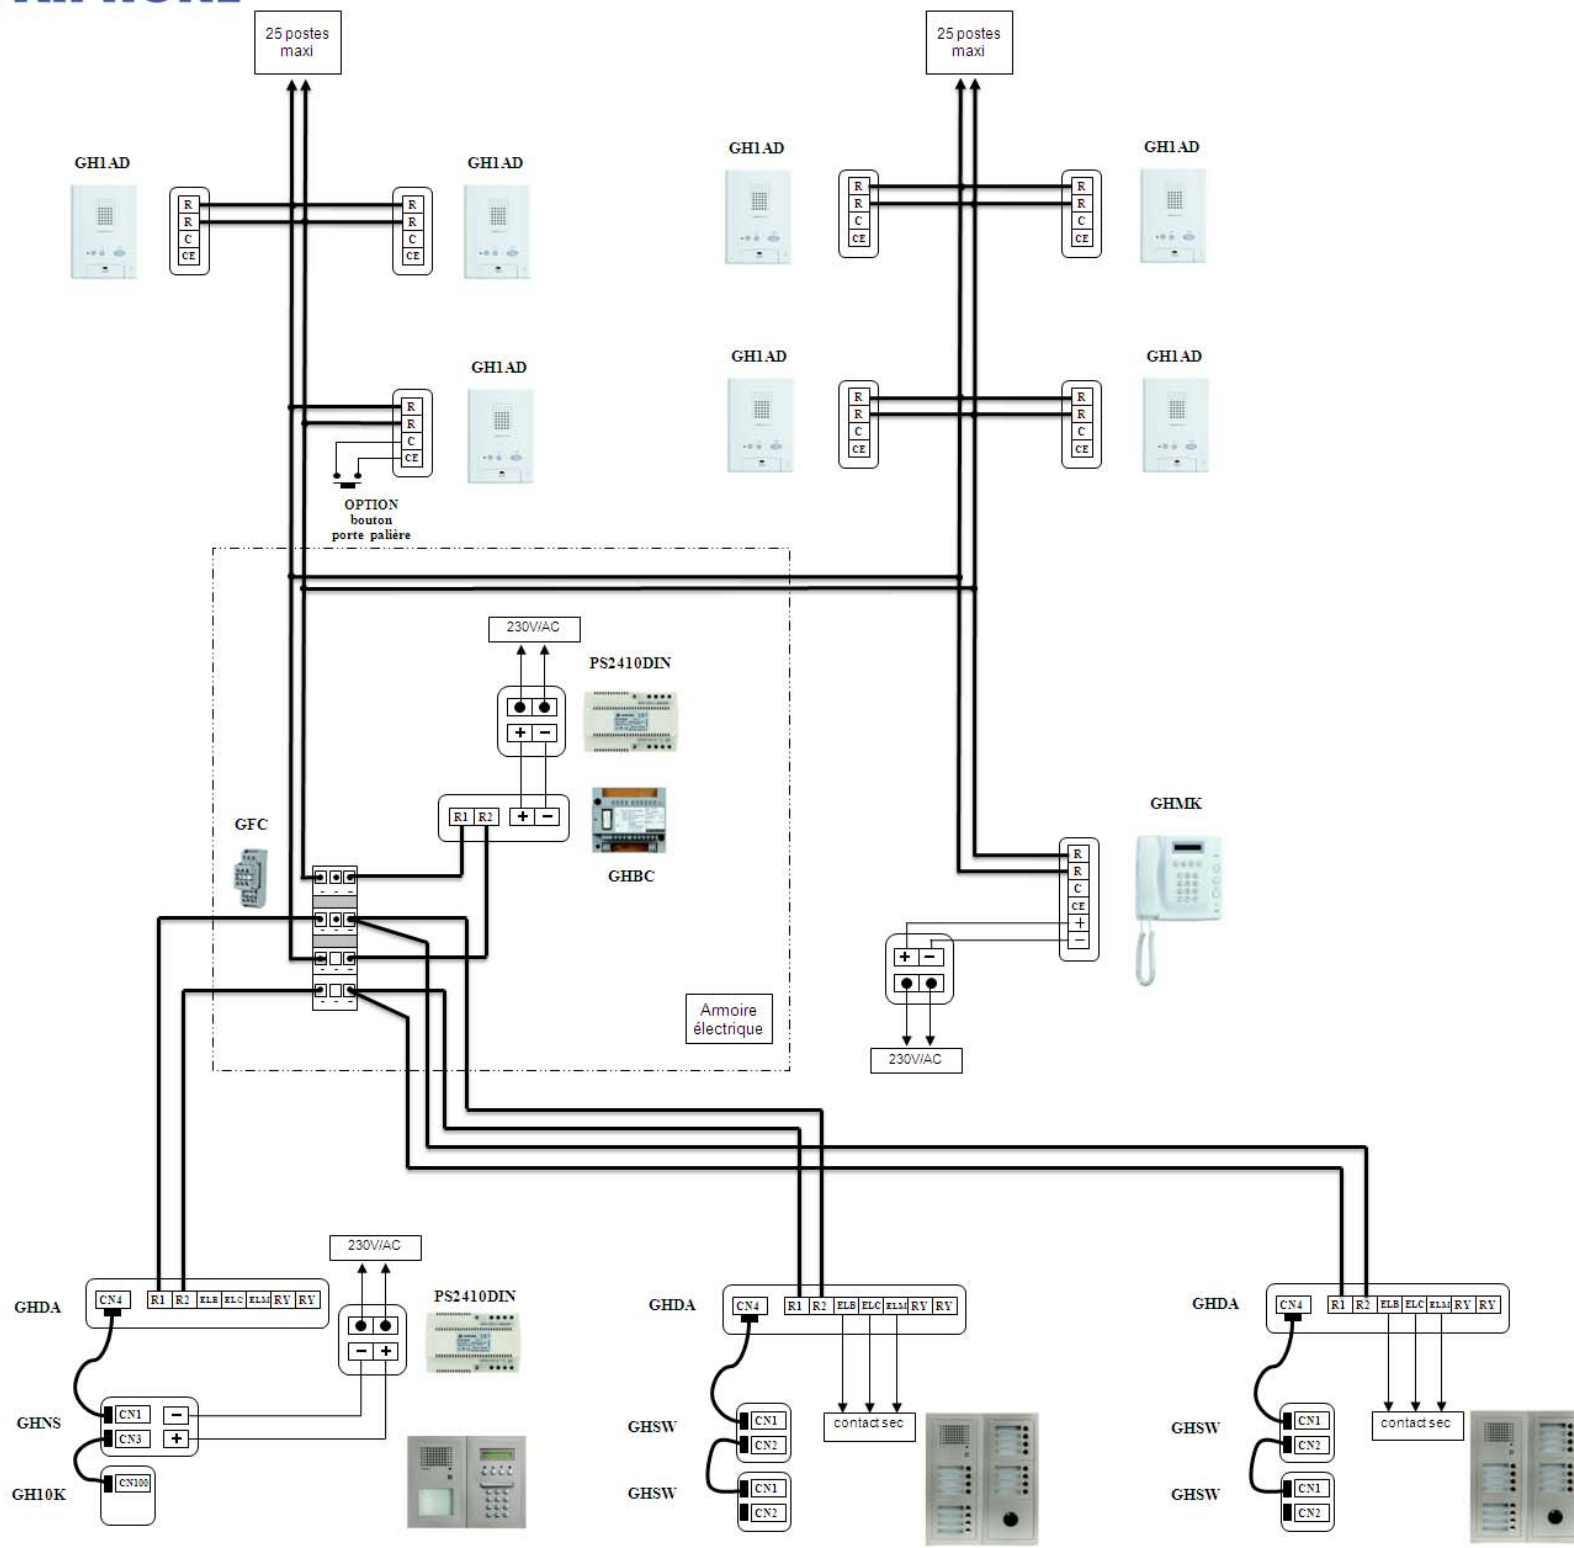 25 postes
maxi
25 postes
maxi
GH1AD
GH1AD
GH1AD
GH1AD
R
R
C
CE
R
R
C
CE
R
R
C
CE
R
R
C
CE
GH1AD
GH1AD
GH1AD
R
R
C
CE
R
R
C
CE
R
R
C
CE
OPTION
bouton
porte palière
230V/AC
PS2410DIN
+ −
R1 R2 + −
GFC
GHBC
GHMK
R
R
C
CE
+
−
+ −
230V/AC
Armoire
électrique
230V/AC
PS2410DIN
− +
GHDA
CN4 R1 R2 ELB ELC ELM RY RY
GHNS
CN1 −
CN3 +
GH10K
CN100
GHDA
CN4 R1 R2 ELB ELC ELM RY RY
contact sec
GHSW
CN1
CN2
GHSW
CN1
CN2
GHDA
CN4 R1 R2 ELB ELC ELM RY RY
contact sec
GHSW
CN1
CN2
GHSW
CN1
CN2